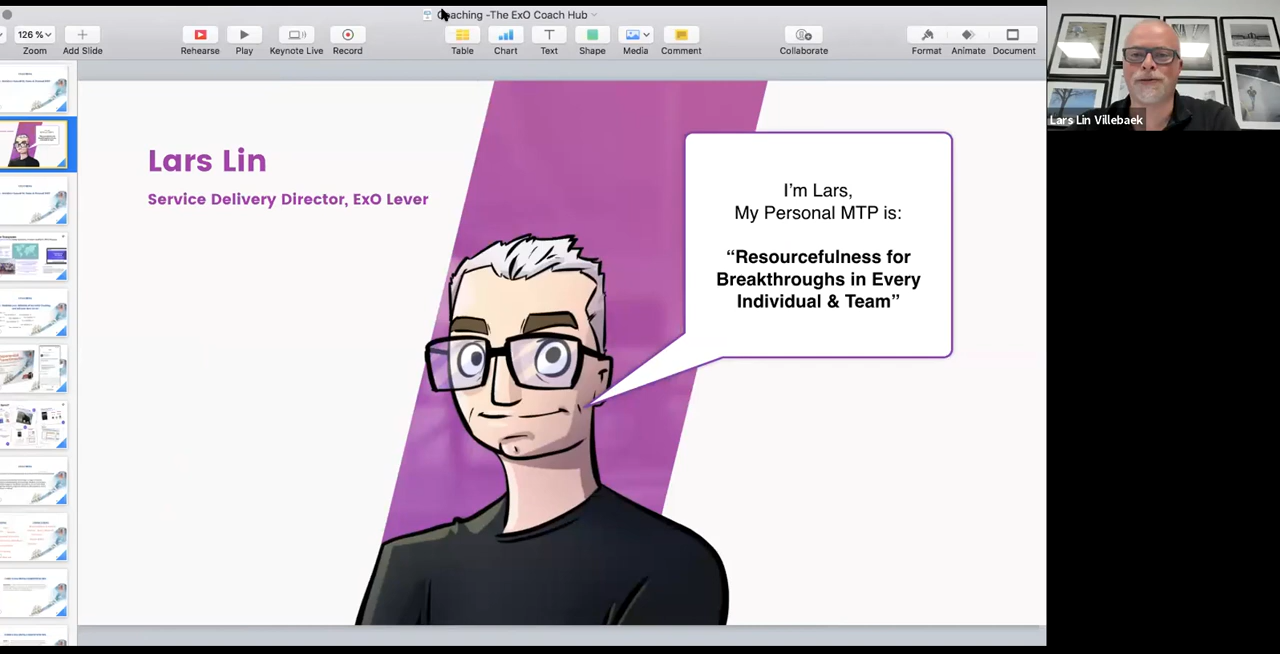 Coaching -The ExO Coach Hub
126 %
Zoom
Add Slide
Rehearse
Play
Keynote Live
Record
Table
Chart
Text
Shape
Media
Comment
Collaborate
Format
Animate
Document
Lars Lin Villebaek
Lars Lin
Service Delivery Director, ExO Lever
I'm Lars,
My Personal MTP is:
“Resourcefulness for
Breakthroughs in Every
Individual & Team”